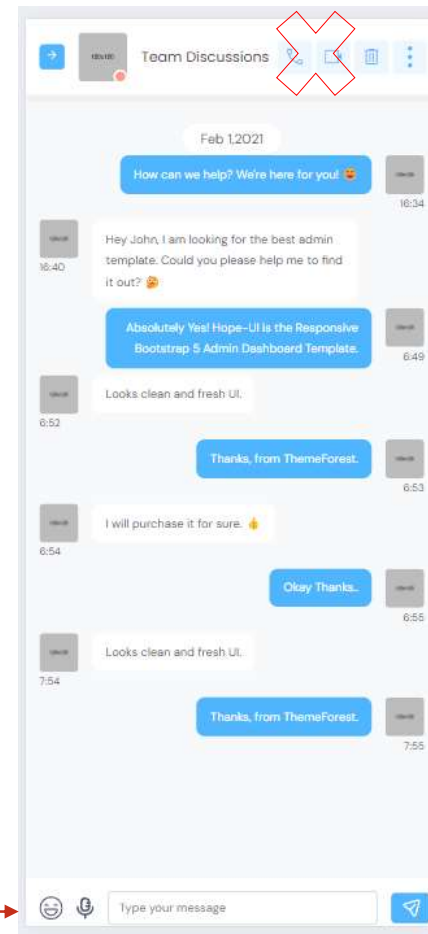 Team Discussions
Feb 1,2021
How can we help? We're here for you!
16:34
Hey John, I am looking for the best admin
template. Could you please help me to find
it out?
16:40
Absolutely Yes! Hope-UI is the Responsive
Bootstrap 5 Admin Dashboard Template.
6:49
Looks clean and fresh UI.
6:52
Thanks, from ThemeForest.
6:53
I will purchase it for sure.
6:54
Okay Thanks..
6:55
Looks clean and fresh UI.
7:54
Thanks, from ThemeForest.
7:55
Type your message